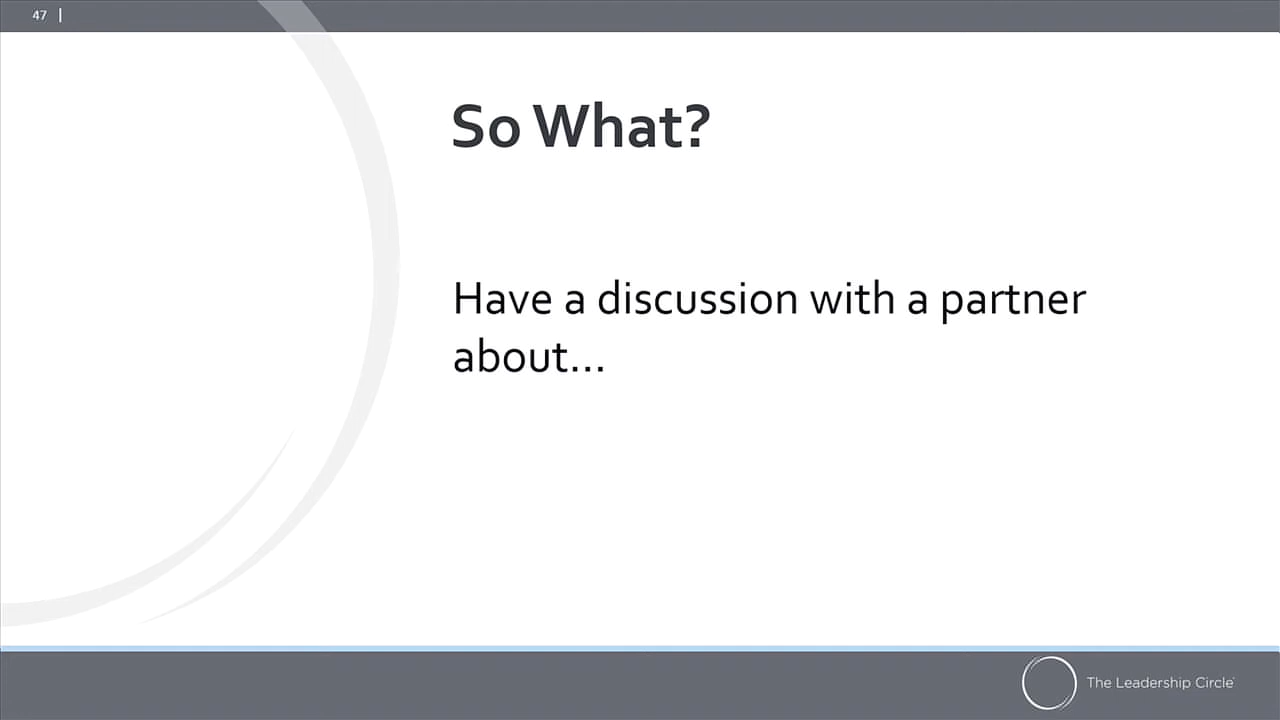 47 |
So What?
Have a discussion with a partner
about...
The Leadership Circle